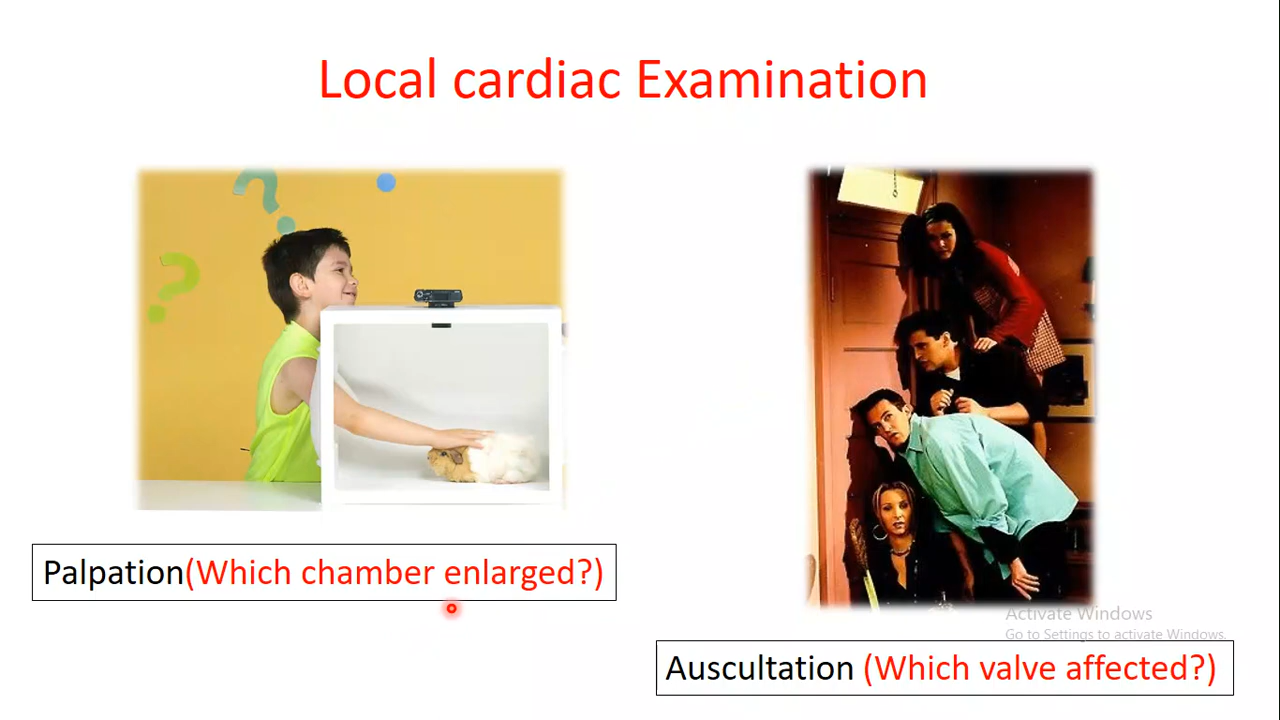 Local cardiac Examination
Palpation(Which chamber enlarged?)
Activate Windows
Go to Settings to activate Windows.
Auscultation (Which valve affected?)